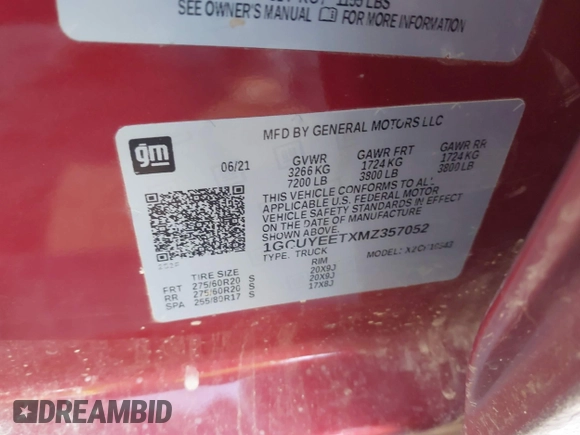 1155 LBS
SEE OWNER'S MANUAL FOR MORE INFORMATION
gm
MFD BY GENERAL MOTORS LLC
06/21 GVWR GAWR FRT GAWR RR
3266 KG 1724 KG 1724 KG
7200 LB 3800 LB 3800 LB
THIS VEHICLE CONFORMS TO ALL
APPLICABLE U.S. FEDERAL MOTOR
VEHICLE SAFETY STANDARDS IN EFFECT
ON THE DATE OF MANUFACTURE
SHOWN ABOVE.
1GCUYEETXMZ357052
TYPE: TRUCK MODEL:
TIRE SIZE RIM
FRT 275/60R20 S 20X9J
RR 275/60R20 S 20X9J
SPA 255/80R17 S 17X8J
DREAMBID